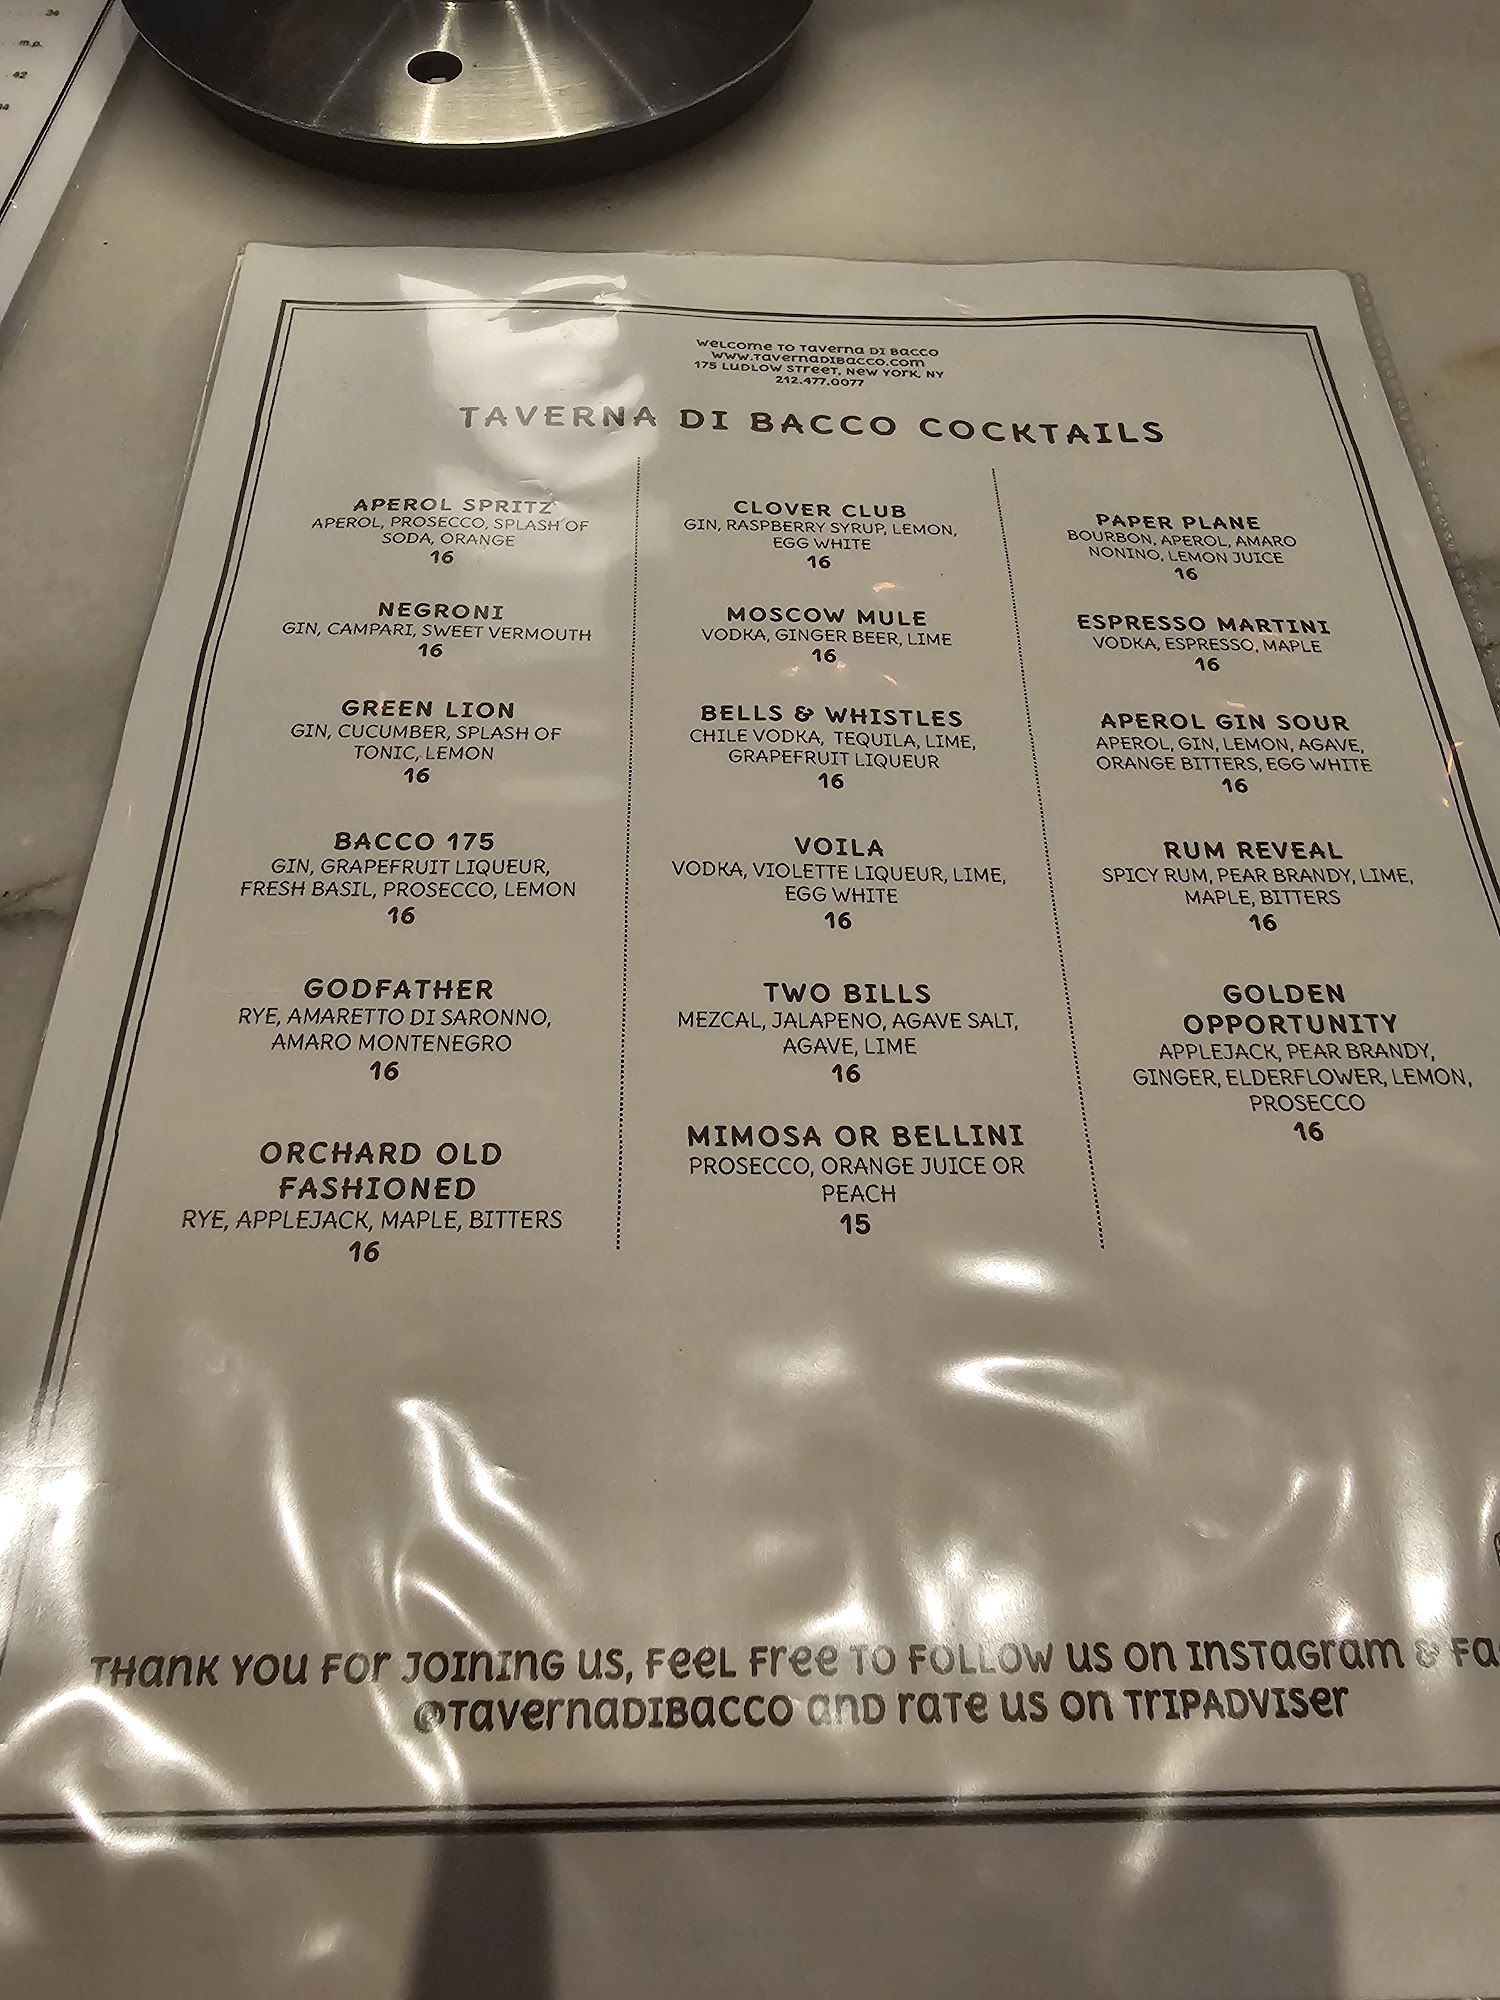 34
m.p.
42
Welcome to Taverna Di Bacco
www.TavernaDiBacco.com
175 Ludlow Street, New York, NY
212.477.0077
TAVERNA DI BACCO COCKTAILS
APEROL SPRITZ
APEROL, PROSECCO, SPLASH OF
SODA, ORANGE
16
NEGRONI
GIN, CAMPARI, SWEET VERMOUTH
16
GREEN LION
GIN, CUCUMBER, SPLASH OF
TONIC, LEMON
16
BACCO 175
GIN, GRAPEFRUIT LIQUEUR,
FRESH BASIL, PROSECCO, LEMON
16
GODFATHER
RYE, AMARETTO DI SARONNO,
AMARO MONTENEGRO
16
ORCHARD OLD
FASHIONED
RYE, APPLEJACK, MAPLE, BITTERS
16
CLOVER CLUB
GIN, RASPBERRY SYRUP, LEMON,
EGG WHITE
16
MOSCOW MULE
VODKA, GINGER BEER, LIME
16
BELLS & WHISTLES
CHILE VODKA, TEQUILA, LIME,
GRAPEFRUIT LIQUEUR
16
VOILA
VODKA, VIOLETTE LIQUEUR, LIME,
EGG WHITE
16
TWO BILLS
MEZCAL, JALAPENO, AGAVE SALT,
AGAVE, LIME
16
MIMOSA OR BELLINI
PROSECCO, ORANGE JUICE OR
PEACH
15
PAPER PLANE
BOURBON, APEROL, AMARO
NONINO, LEMON JUICE
16
ESPRESSO MARTINI
VODKA, ESPRESSO, MAPLE
16
APEROL GIN SOUR
APEROL, GIN, LEMON, AGAVE,
ORANGE BITTERS, EGG WHITE
16
RUM REVEAL
SPICY RUM, PEAR BRANDY, LIME,
MAPLE, BITTERS
16
GOLDEN
OPPORTUNITY
APPLEJACK, PEAR BRANDY,
GINGER, ELDERFLOWER, LEMON,
PROSECCO
16
Thank you for joining us, feel free to follow us on Instagram & Fa
@TavernaDiBacco and rate us on TripAdviser